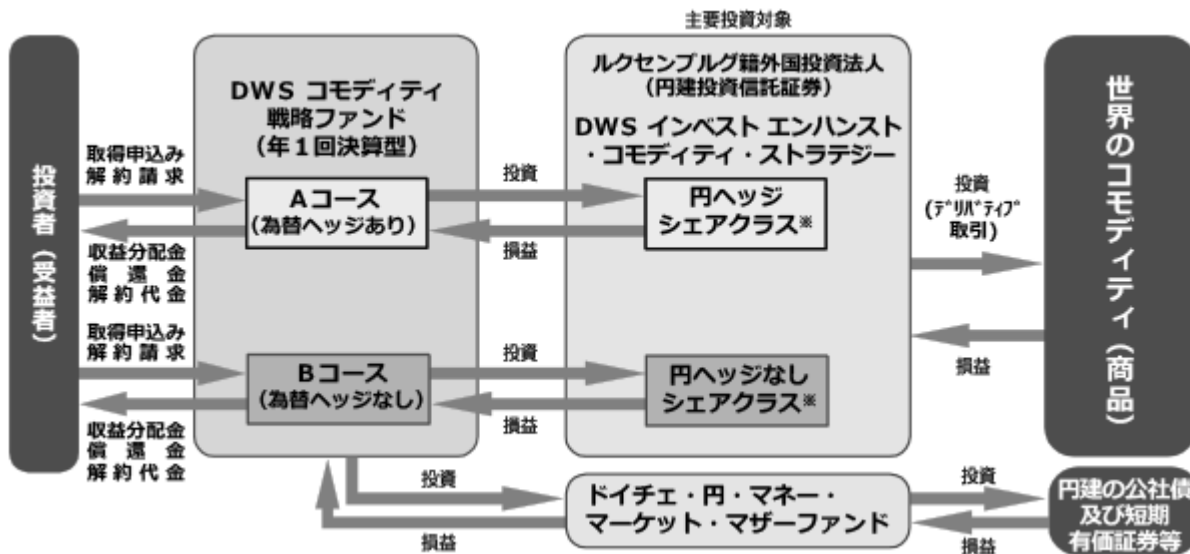 主要投資対象
投資者（受益者）
取得申込み
解約請求
収益分配金
償還金
解約代金
取得申込み
解約請求
収益分配金
償還金
解約代金
DWS コモディティ
戦略ファンド
（年１回決算型）
Aコース
（為替ヘッジあり）
Bコース
（為替ヘッジなし）
投資
損益
投資
損益
ルクセンブルグ籍外国投資法人
（円建投資信託証券）
DWS インベスト エンハンスト
・コモディティ・ストラテジー
円ヘッジ
シェアクラス※
円ヘッジなし
シェアクラス※
投資
(ﾃﾞﾘﾊﾞﾃｨﾌﾞ
取引)
損益
世界のコモディティ（商品）
投資
損益
ドイチェ・円・マネー・
マーケット・マザーファンド
投資
損益
円建の公社債
及び短期
有価証券等